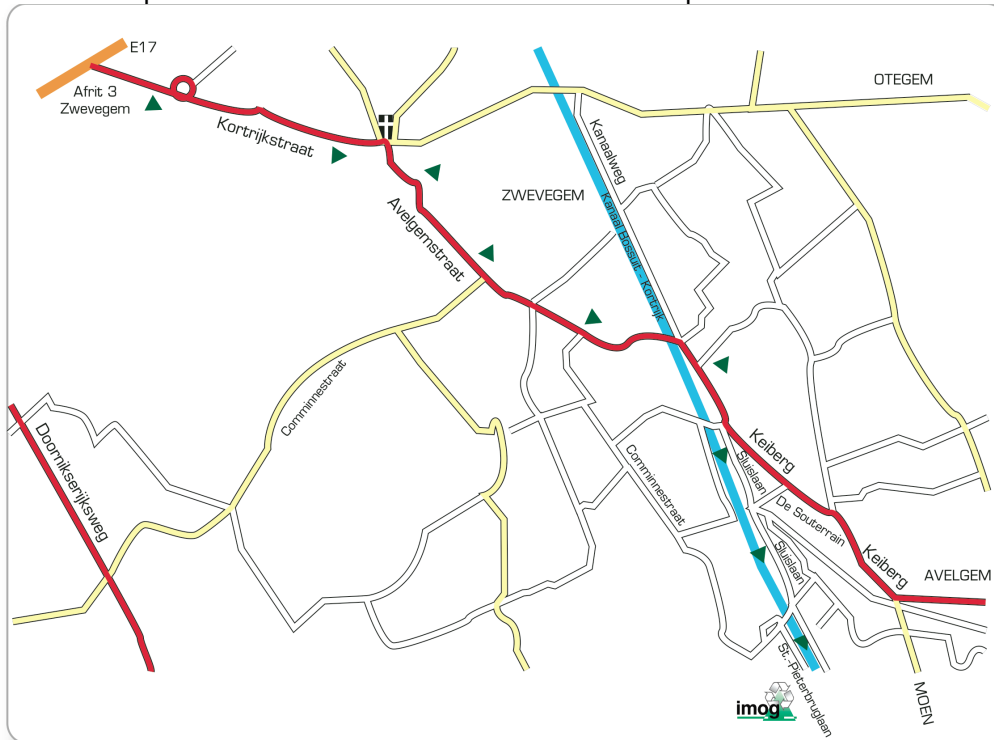 E17
Afrit 3
Zwevegem
Kortrijkstraat
OTEGEM
Kanaalweg
ZWEVEGEM
Avelgemstraat
Kanaal Bossuit - Kortrijk
Comminnestraat
Doornikserijksweg
Comminnestraat
Sluislaan
Keiberg
De Souterrain
Sluislaan
Keiberg
AVELGEM
St.-Pieterbruglaan
MOEN
imog